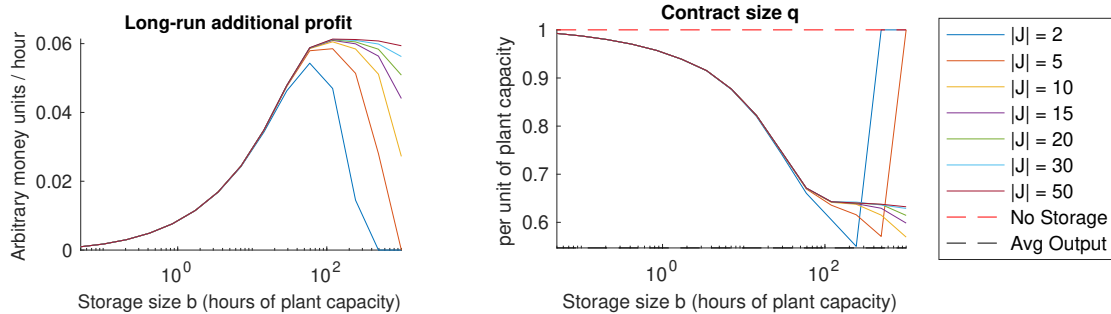 Long-run additional profit
Arbitrary money units / hour
0.06
0.04
0.02
0
10^0
10^2
Storage size b (hours of plant capacity)
Contract size q
per unit of plant capacity
1
0.9
0.8
0.7
0.6
10^0
10^2
Storage size b (hours of plant capacity)
|J| = 2
|J| = 5
|J| = 10
|J| = 15
|J| = 20
|J| = 30
|J| = 50
No Storage
Avg Output